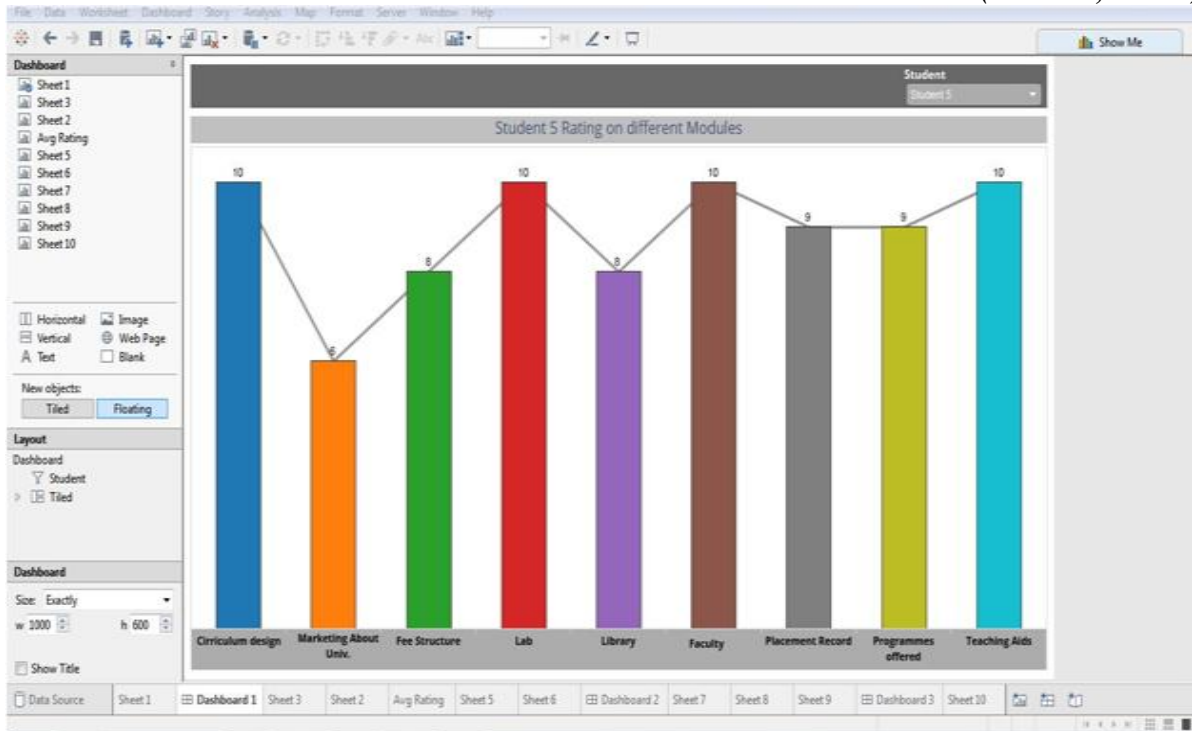 File Data Worksheet Dashboard Story Analysis Map Format Server Window Help
Show Me
Dashboard
Sheet 1
Sheet 3
Sheet 2
Avg Rating
Sheet 5
Sheet 6
Sheet 7
Sheet 8
Sheet 9
Sheet 10
Horizontal Image
Vertical Web Page
A Text Blank
New objects:
Tiled Floating
Layout
Dashboard
Student
Tiled
Dashboard
Size: Exactly
w 1000 h 600
Show Title
Student
Student 5
Student 5 Rating on different Modules
10 6 8 10 8 10 9 9 10
Cirriculum design Marketing About Univ. Fee Structure Lab Library Faculty Placement Record Programmes offered Teaching Aids
Data Source Sheet 1 Dashboard 1 Sheet 3 Sheet 2 Avg Rating Sheet 5 Sheet 6 Dashboard 2 Sheet 7 Sheet 8 Sheet 9 Dashboard 3 Sheet 10